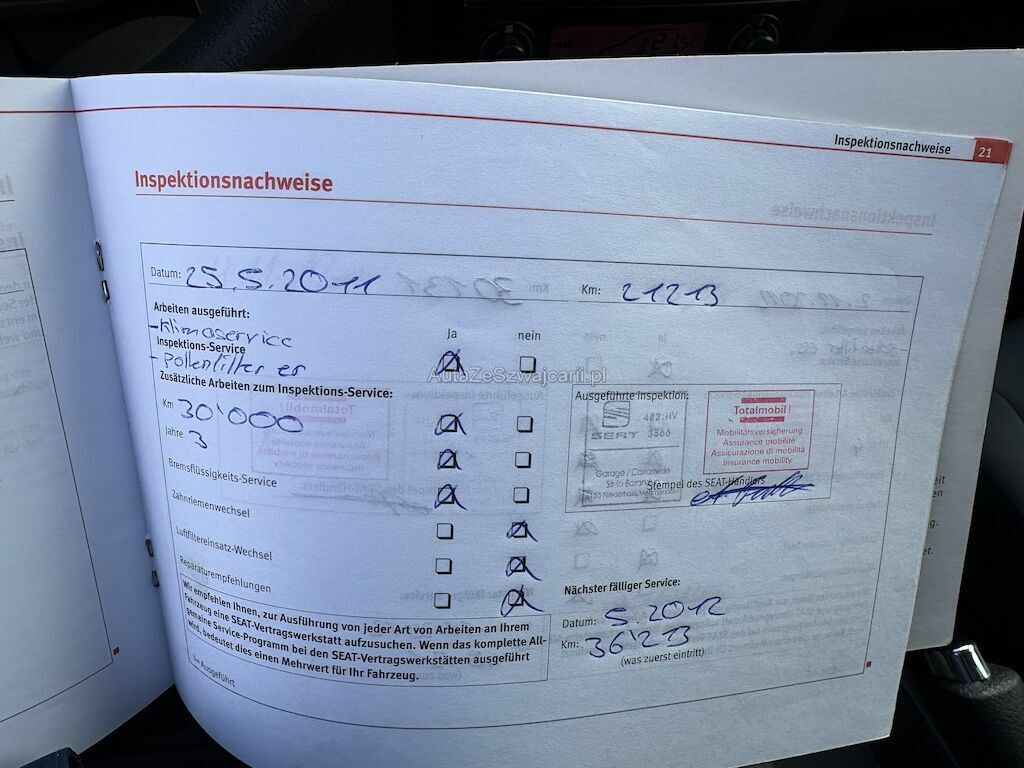 Inspektionsnachweise 21
Inspektionsnachweise
Datum: 25.5.2011 Km: 21213
Arbeiten ausgeführt:
-Klimaservice Ja nein
Inspektions-Service
- pollenfilter er
AutaZeSzwajcarii.pl
Zusätzliche Arbeiten zum Inspektions-Service:
Km 30'000
Jahre 3
Bremsflüssigkeits-Service
Zahnriemenwechsel
Luftfiltereinsatz-Wechsel
Reparaturempfehlungen
Wir empfehlen Ihnen, zur Ausführung von jeder Art von Arbeiten an Ihrem
Fahrzeug eine SEAT-Vertragswerkstatt aufzusuchen. Wenn das komplette All-
gemeine Service-Programm bei den SEAT-Vertragswerkstätten ausgeführt
wird, bedeutet dies einen Mehrwert für Ihr Fahrzeug.
= Ausgeführt
Ausgeführte Inspektion:
SEAT
3866
Garage / Carrosserie
Totalmobil!
Mobilitätsversicherung
Assurance mobilité
Assicurazione di mobilità
Insurance mobility
Stempel des SEAT-Händlers
Nächster fälliger Service:
Datum: 5.2012
Km: 36'213
(was zuerst eintritt)